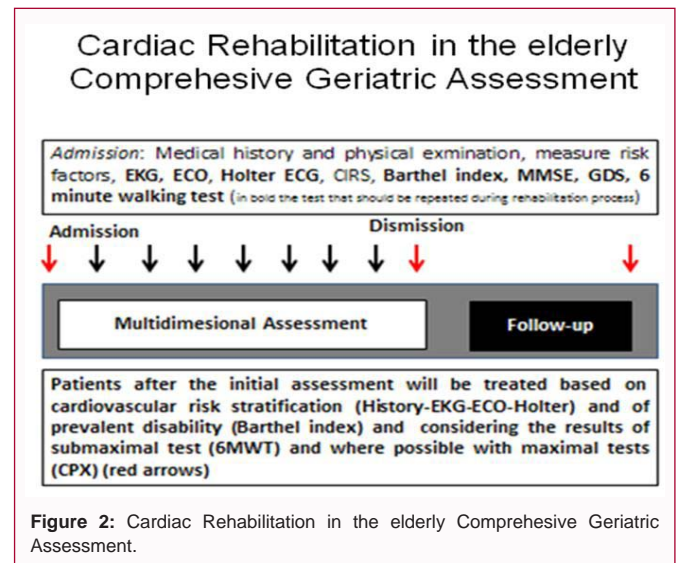 Cardiac Rehabilitation in the elderly
Comprehesive Geriatric Assessment
Admission: Medical history and physical exmination, measure risk
factors, EKG, ECO, Holter ECG, CIRS, Barthel index, MMSE, GDS, 6
minute walking test (in bold the test that should be repeated during rehabilitation process)
Admission Dismission
Multidimesional Assessment Follow-up
Patients after the initial assessment will be treated based on
cardiovascular risk stratification (History-EKG-ECO-Holter) and of
prevalent disability (Barthel index) and considering the results of
submaximal test (6MWT) and where possible with maximal tests
(CPX) (red arrows)
Figure 2: Cardiac Rehabilitation in the elderly Comprehesive Geriatric
Assessment.